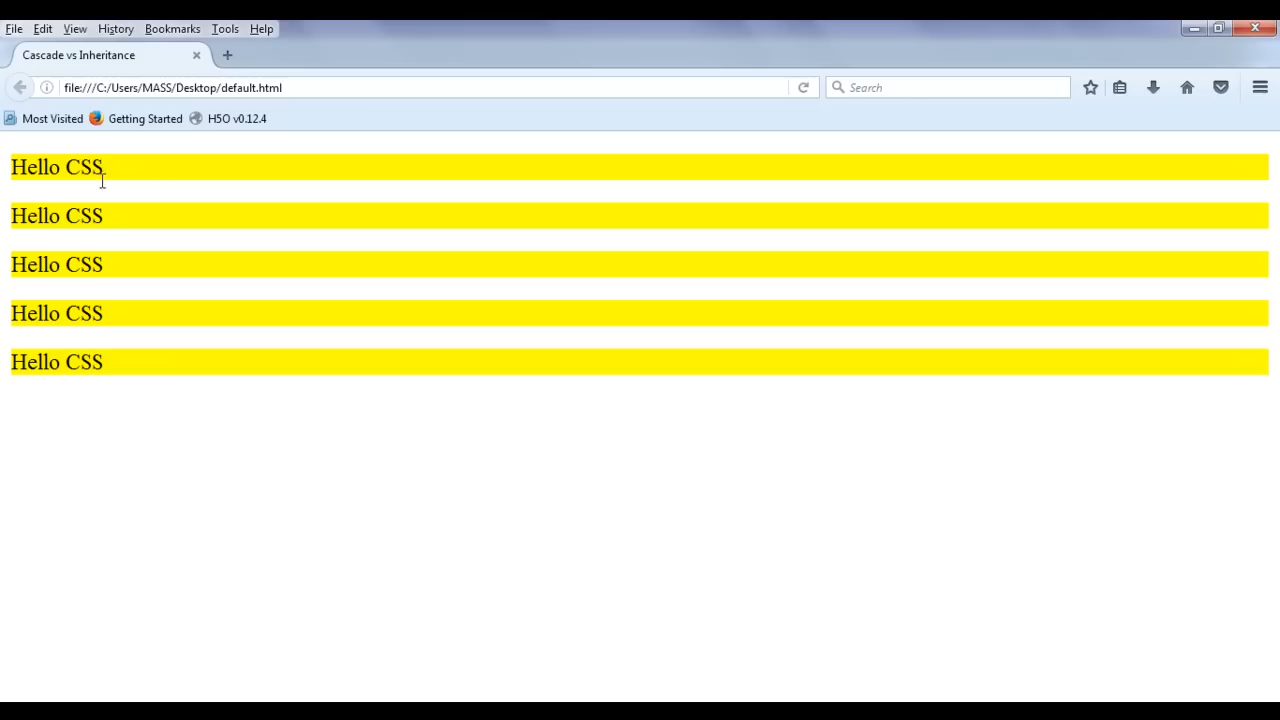 File Edit View History Bookmarks Tools Help
Cascade vs Inheritance
file:///C:/Users/MASS/Desktop/default.html Search
Most Visited Getting Started H5O v0.12.4
Hello CSS
Hello CSS
Hello CSS
Hello CSS
Hello CSS